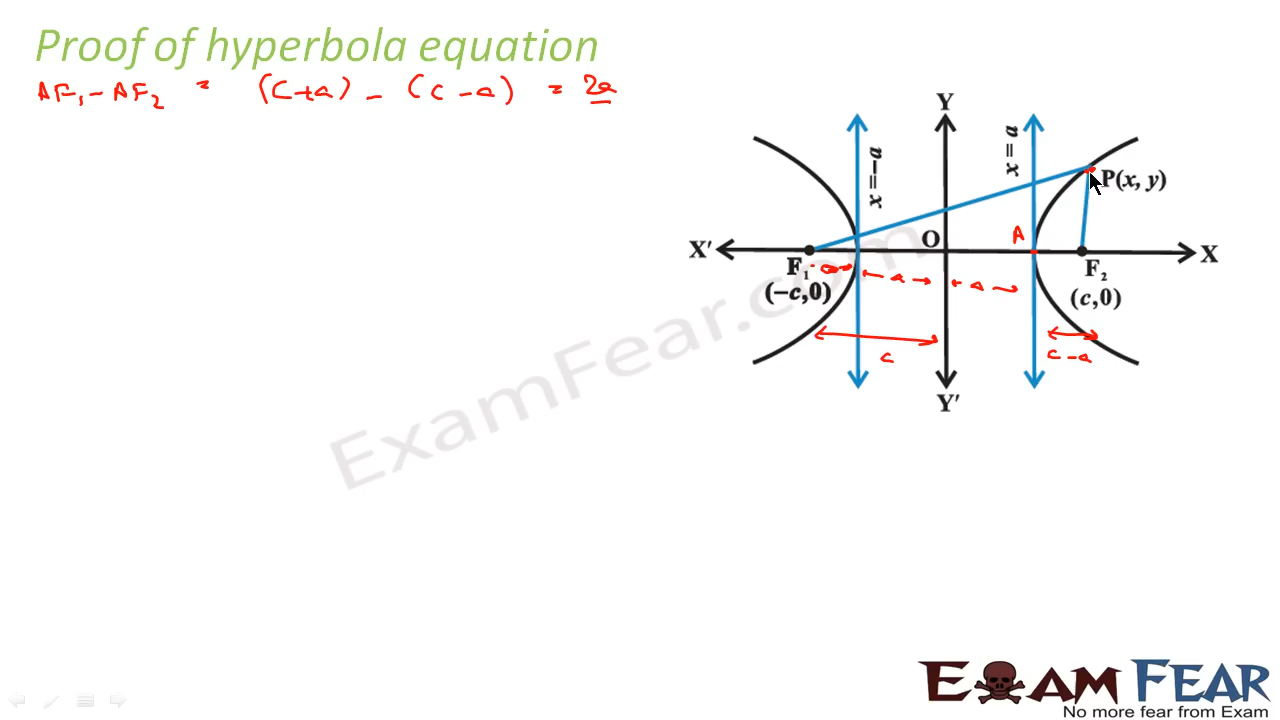 Proof of hyperbola equation
AF₁ - AF₂ = (c+a) - (c-a) = 2a
Y
x = -a
x = a
P(x, y)
X′
O
A
X
F₁
F₂
a
a
(-c,0)
(c,0)
c
c-a
Y′
ExamFear.com
EXAM FEAR
No more fear from Exam